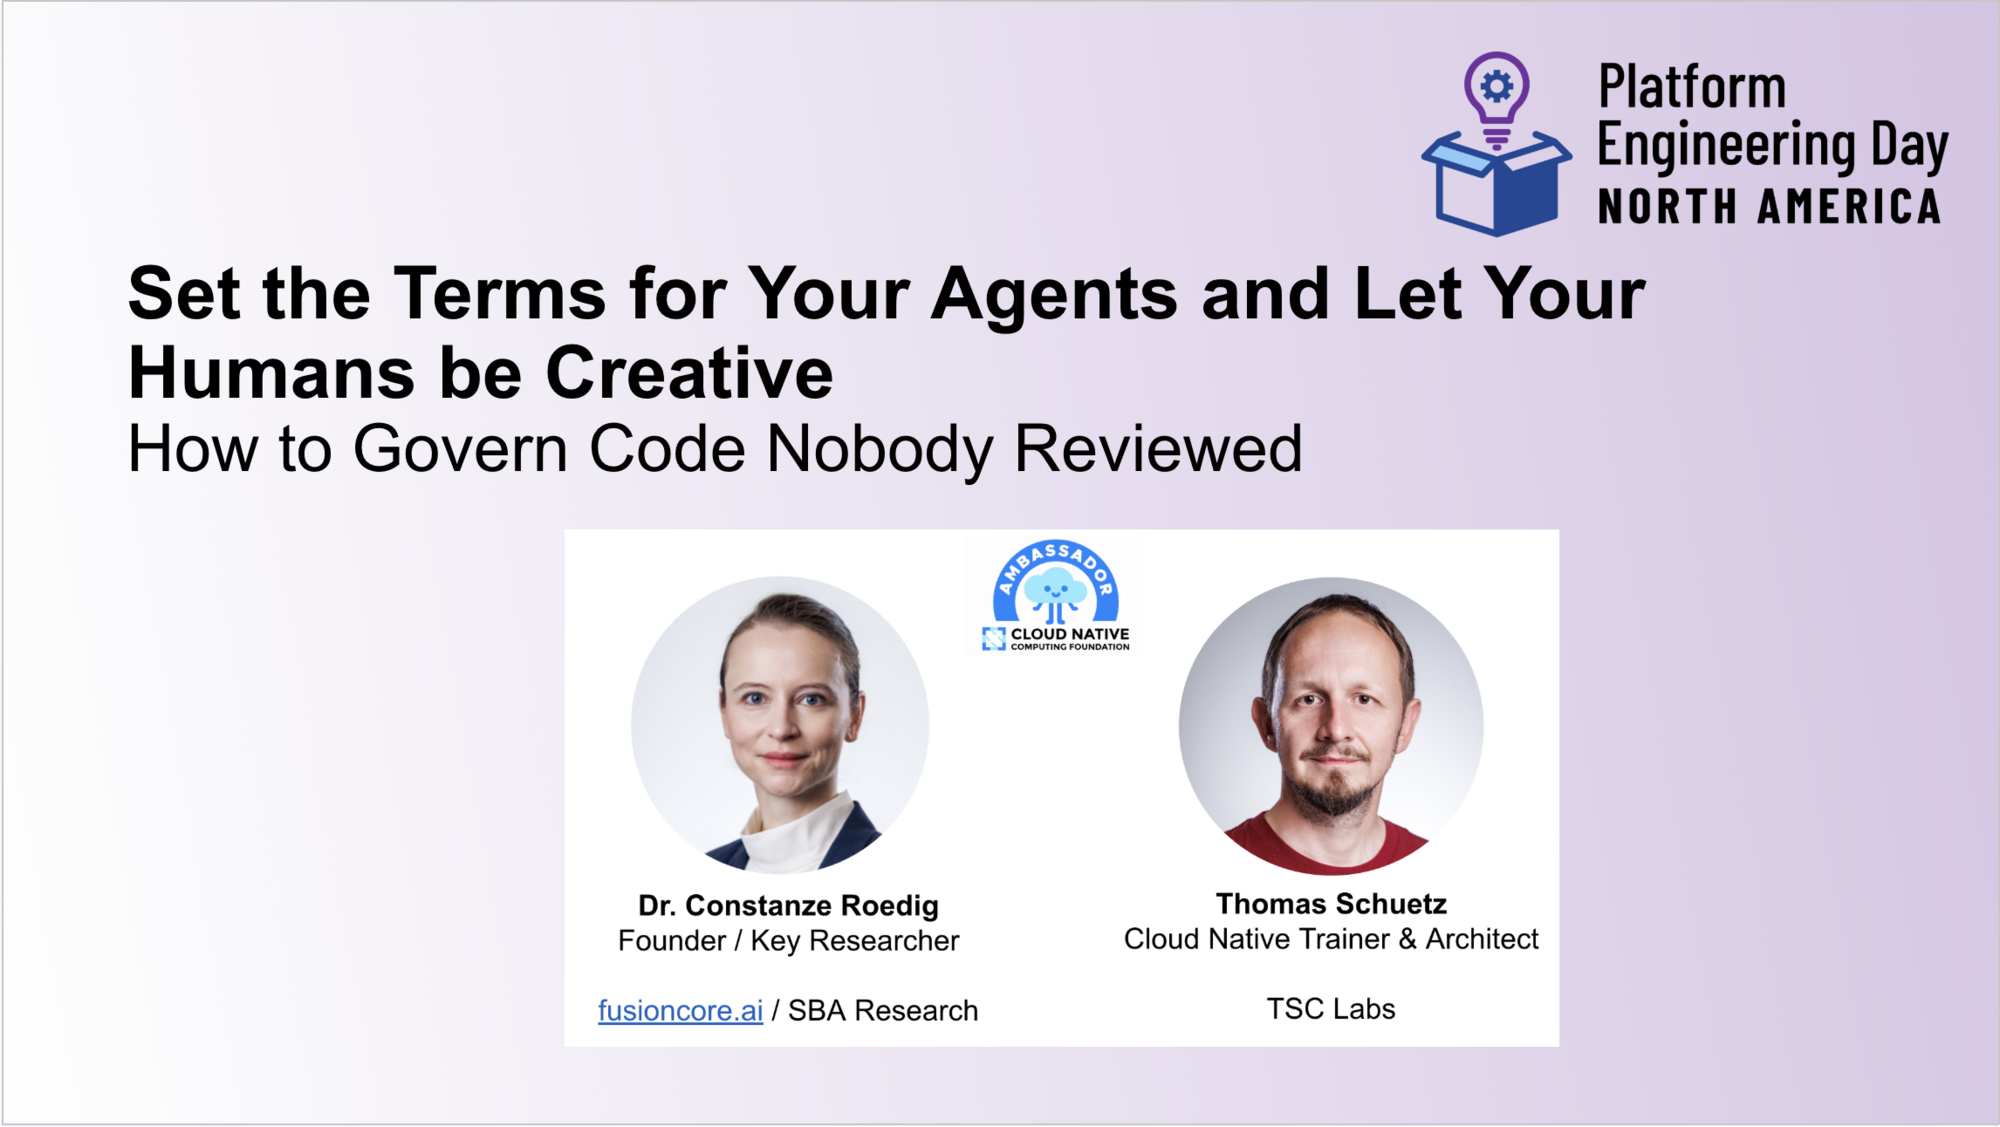 Platform
Engineering Day
NORTH AMERICA
Set the Terms for Your Agents and Let Your
Humans be Creative
How to Govern Code Nobody Reviewed
AMBASSADOR
CLOUD NATIVE
COMPUTING FOUNDATION
Dr. Constanze Roedig
Founder / Key Researcher
fusioncore.ai / SBA Research
Thomas Schuetz
Cloud Native Trainer & Architect
TSC Labs